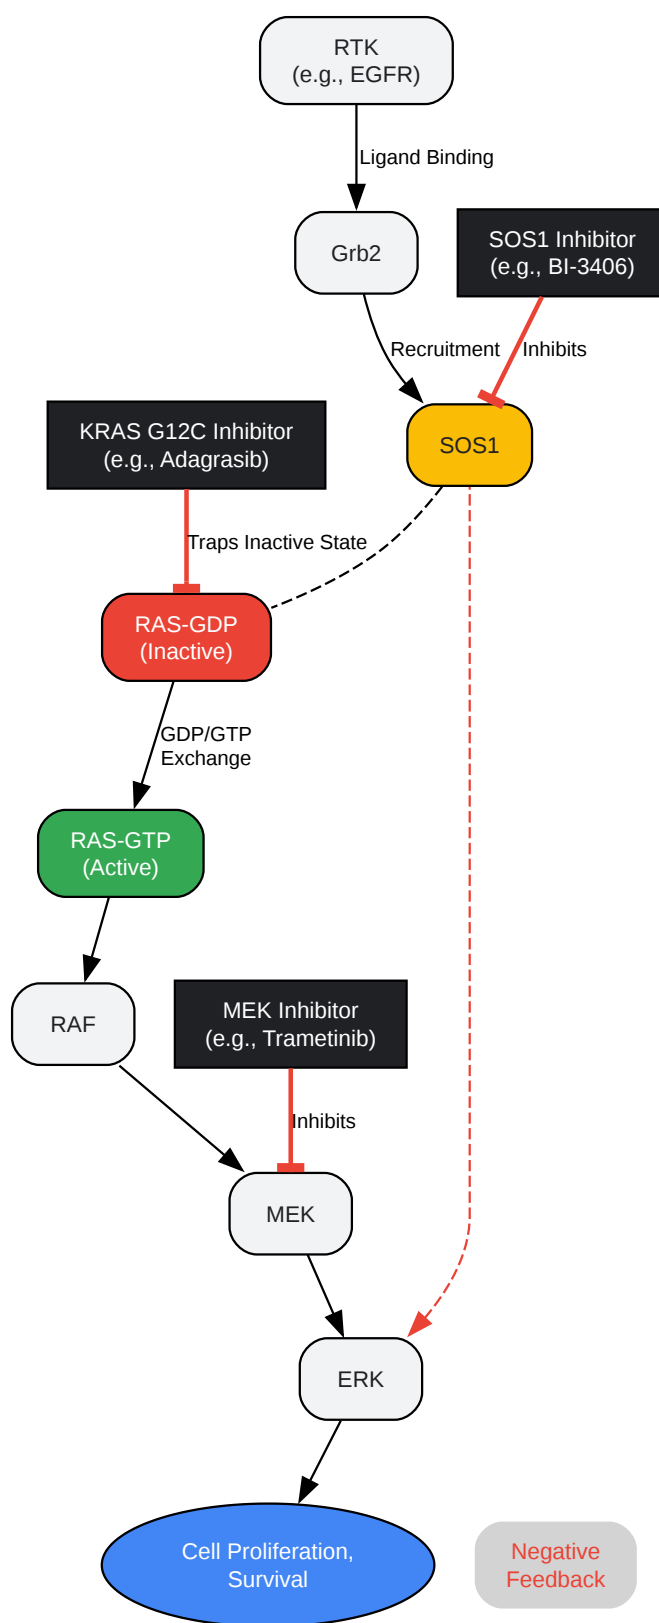 RTK
(e.g., EGFR)
Ligand Binding
Grb2
SOS1 Inhibitor
(e.g., BI-3406)
Recruitment
Inhibits
KRAS G12C Inhibitor
(e.g., Adagrasib)
SOS1
Traps Inactive State
RAS-GDP
(Inactive)
GDP/GTP
Exchange
RAS-GTP
(Active)
RAF
MEK Inhibitor
(e.g., Trametinib)
Inhibits
MEK
ERK
Cell Proliferation,
Survival
Negative
Feedback